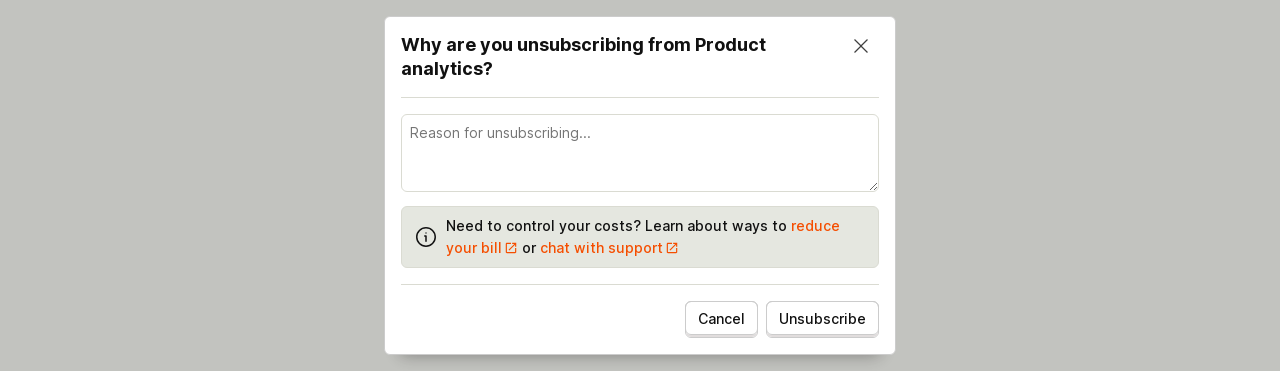 Why are you unsubscribing from Product
analytics?
Reason for unsubscribing...
Need to control your costs? Learn about ways to reduce
your bill or chat with support
Cancel Unsubscribe